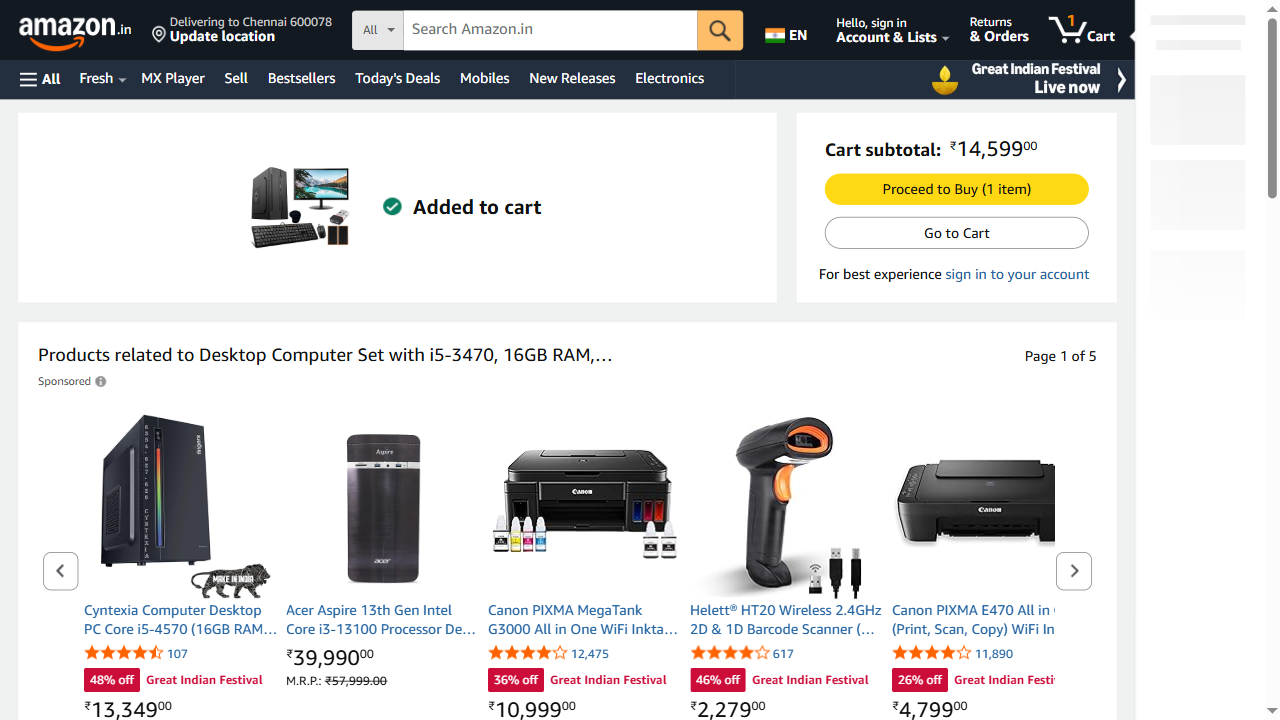 amazon.in
Delivering to Chennai 600078
Update location
All
Search Amazon.in
EN
Hello, sign in
Account & Lists
Returns
& Orders
1
Cart
All
Fresh
MX Player
Sell
Bestsellers
Today's Deals
Mobiles
New Releases
Electronics
Great Indian Festival
Live now
Added to cart
Cart subtotal: ₹14,59900
Proceed to Buy (1 item)
Go to Cart
For best experience sign in to your account
Products related to Desktop Computer Set with i5-3470, 16GB RAM,…
Page 1 of 5
Sponsored
MAKE IN INDIA
Aspire
acer
Canon
Canon
Cyntexia Computer Desktop
PC Core i5-4570 (16GB RAM…
107
48% off Great Indian Festival
₹13,34900
Acer Aspire 13th Gen Intel
Core i3-13100 Processor De…
₹39,99000
M.R.P.: ₹57,999.00
Canon PIXMA MegaTank
G3000 All in One WiFi Inkta…
12,475
36% off Great Indian Festival
₹10,99900
Helett® HT20 Wireless 2.4GHz
2D & 1D Barcode Scanner (…
617
46% off Great Indian Festival
₹2,27900
Canon PIXMA E470 All in
(Print, Scan, Copy) WiFi In
11,890
26% off Great Indian Festi
₹4,79900